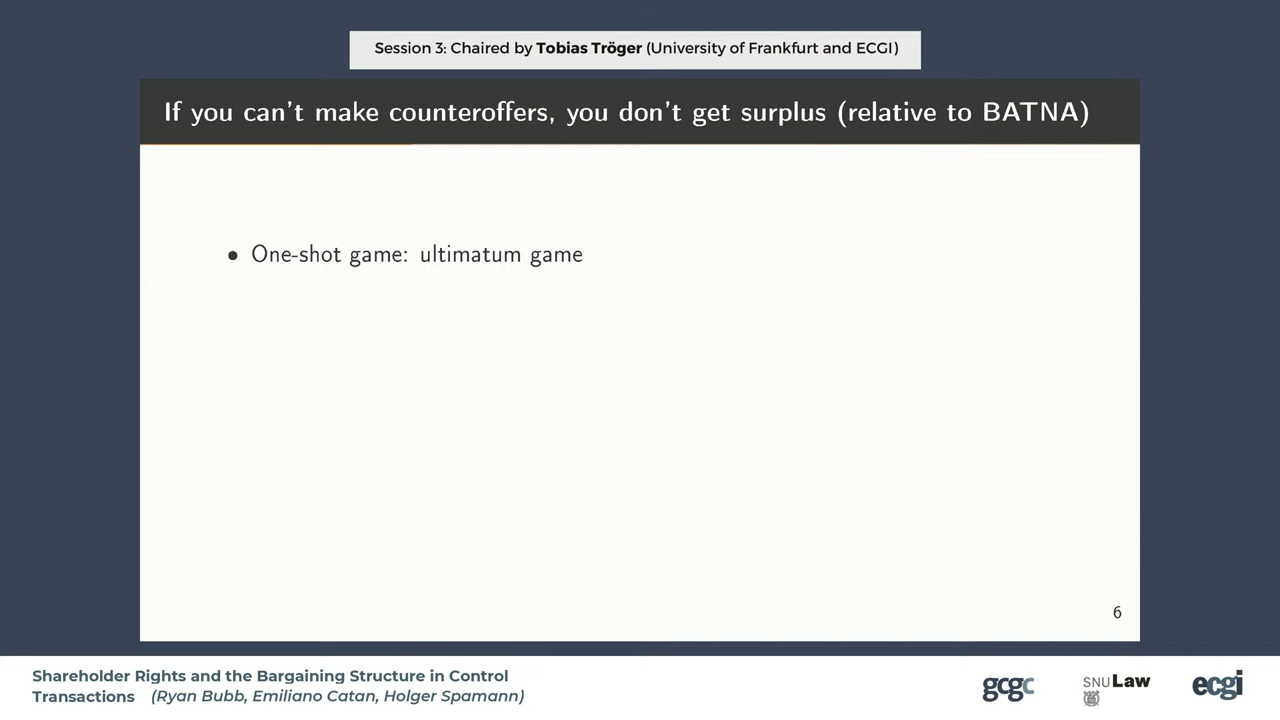 Session 3: Chaired by Tobias Tröger (University of Frankfurt and ECGI)
If you can't make counteroffers, you don't get surplus (relative to BATNA)
• One-shot game: ultimatum game
6
Shareholder Rights and the Bargaining Structure in Control
Transactions (Ryan Bubb, Emiliano Catan, Holger Spamann)
gcgc
SNU Law
ecgi